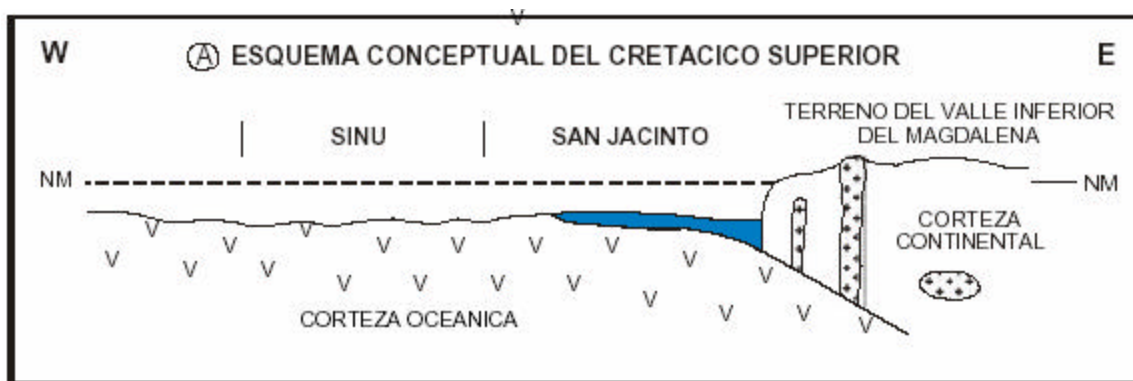 W Ⓐ ESQUEMA CONCEPTUAL DEL CRETACICO SUPERIOR E
TERRENO DEL VALLE INFERIOR
DEL MAGDALENA
SINU SAN JACINTO
NM NM
CORTEZA
CONTINENTAL
CORTEZA OCEANICA